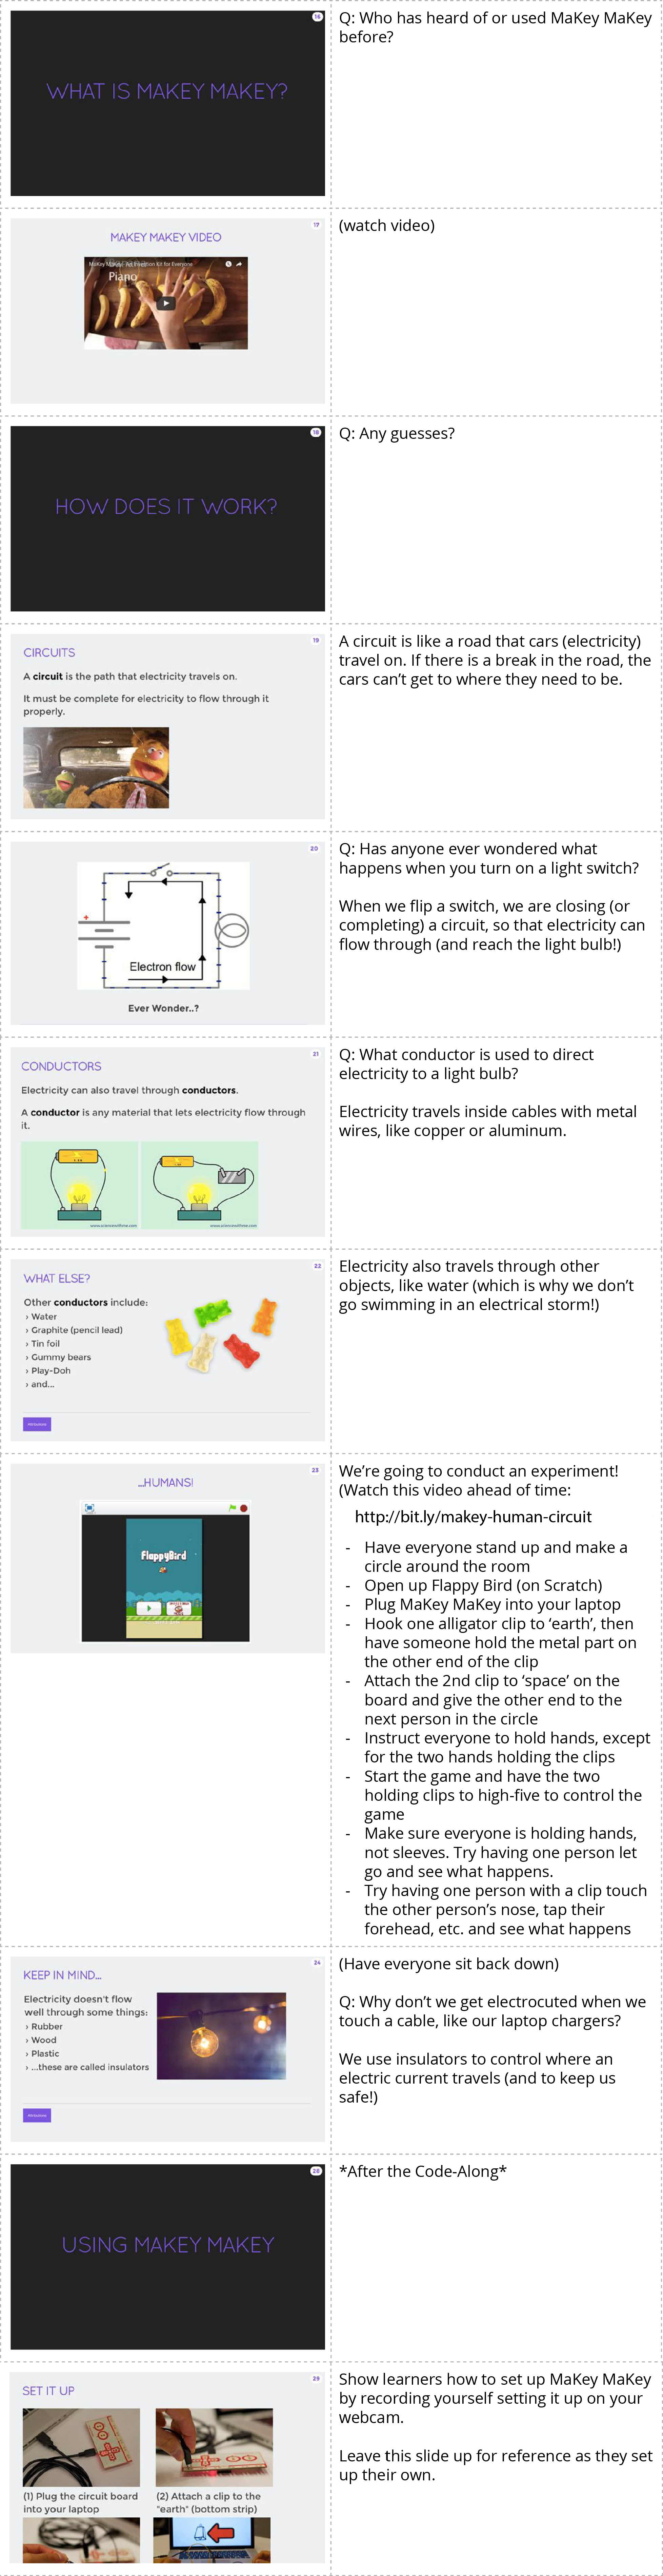 16
WHAT IS MAKEY MAKEY?
Q: Who has heard of or used MaKey MaKey
before?
17
MAKEY MAKEY VIDEO
Piano
(watch video)
18
HOW DOES IT WORK?
Q: Any guesses?
19
CIRCUITS
A circuit is the path that electricity travels on.
It must be complete for electricity to flow through it
properly.
A circuit is like a road that cars (electricity)
travel on. If there is a break in the road, the
cars can’t get to where they need to be.
20
+
Electron flow
Ever Wonder..?
Q: Has anyone ever wondered what
happens when you turn on a light switch?
When we flip a switch, we are closing (or
completing) a circuit, so that electricity can
flow through (and reach the light bulb!)
21
CONDUCTORS
Electricity can also travel through conductors.
A conductor is any material that lets electricity flow through
it.
www.sciencewithme.com
www.sciencewithme.com
Q: What conductor is used to direct
electricity to a light bulb?
Electricity travels inside cables with metal
wires, like copper or aluminum.
22
WHAT ELSE?
Other conductors include:
› Water
› Graphite (pencil lead)
› Tin foil
› Gummy bears
› Play-Doh
› and...
Electricity also travels through other
objects, like water (which is why we don’t
go swimming in an electrical storm!)
23
...HUMANS!
FlappyBird
We’re going to conduct an experiment!
(Watch this video ahead of time:
http://bit.ly/makey-human-circuit
- Have everyone stand up and make a
circle around the room
- Open up Flappy Bird (on Scratch)
- Plug MaKey MaKey into your laptop
- Hook one alligator clip to ‘earth’, then
have someone hold the metal part on
the other end of the clip
- Attach the 2nd clip to ‘space’ on the
board and give the other end to the
next person in the circle
- Instruct everyone to hold hands, except
for the two hands holding the clips
- Start the game and have the two
holding clips to high-five to control the
game
- Make sure everyone is holding hands,
not sleeves. Try having one person let
go and see what happens.
- Try having one person with a clip touch
the other person’s nose, tap their
forehead, etc. and see what happens
24
KEEP IN MIND...
Electricity doesn’t flow
well through some things:
› Rubber
› Wood
› Plastic
› ...these are called insulators
(Have everyone sit back down)
Q: Why don’t we get electrocuted when we
touch a cable, like our laptop chargers?
We use insulators to control where an
electric current travels (and to keep us
safe!)
28
USING MAKEY MAKEY
*After the Code-Along*
29
SET IT UP
(1) Plug the circuit board
into your laptop
(2) Attach a clip to the
"earth" (bottom strip)
Show learners how to set up MaKey MaKey
by recording yourself setting it up on your
webcam.
Leave this slide up for reference as they set
up their own.